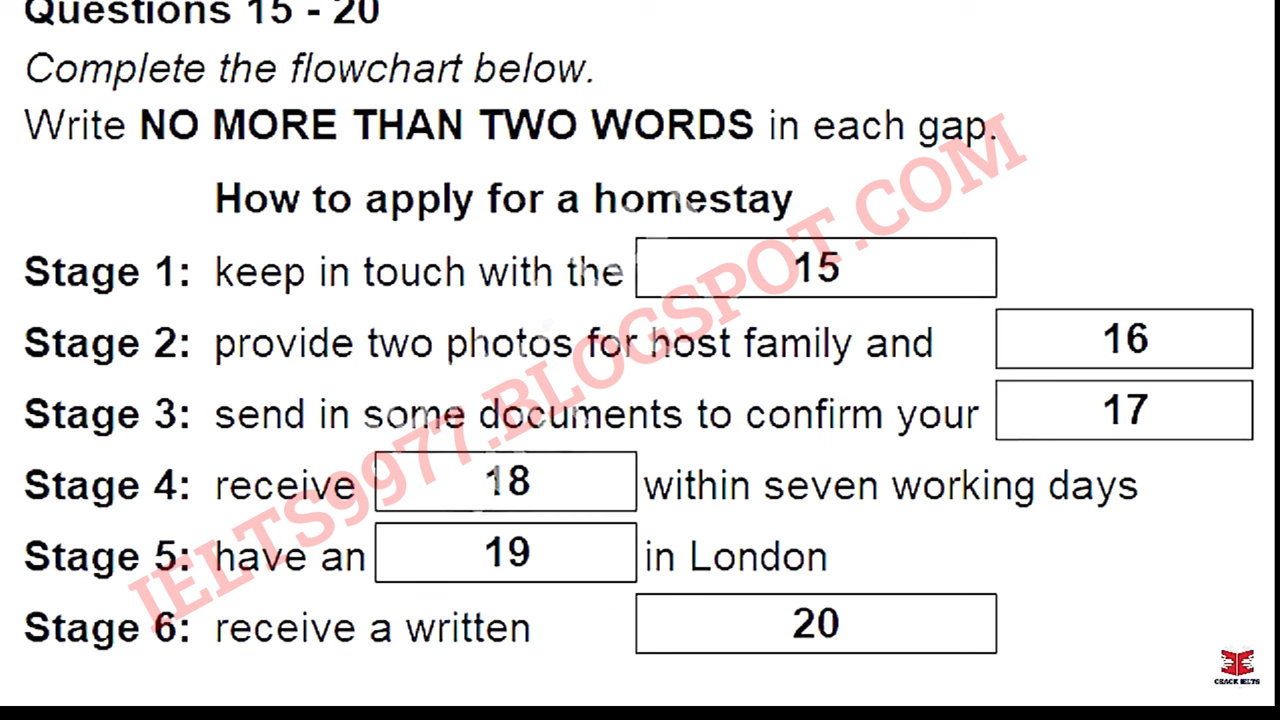 Questions 15 - 20
Complete the flowchart below.
Write NO MORE THAN TWO WORDS in each gap.
How to apply for a homestay
Stage 1: keep in touch with the 15
Stage 2: provide two photos for host family and 16
Stage 3: send in some documents to confirm your 17
Stage 4: receive 18 within seven working days
Stage 5: have an 19 in London
Stage 6: receive a written 20
IELTS9977.BLOGSPOT.COM
CRACK IELTS